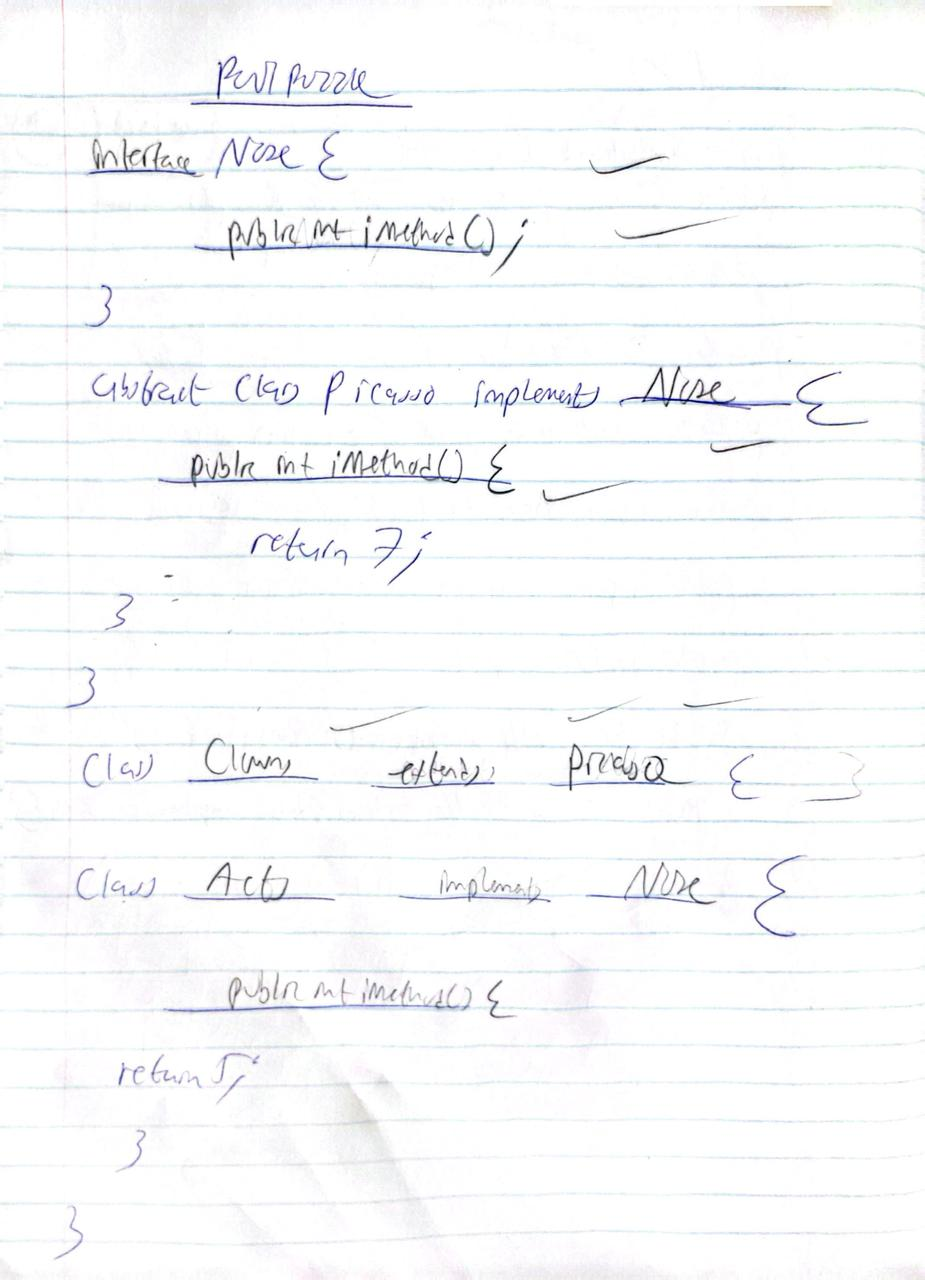 Pool puzzle
interface Nose {
public int iMethod();
}
abstract class Picasso implements Nose {
public int iMethod() {
return 7;
}
}
class Clowns extends Picasso { }
class Acts implements Nose {
public int iMethod() {
return 5;
}
}